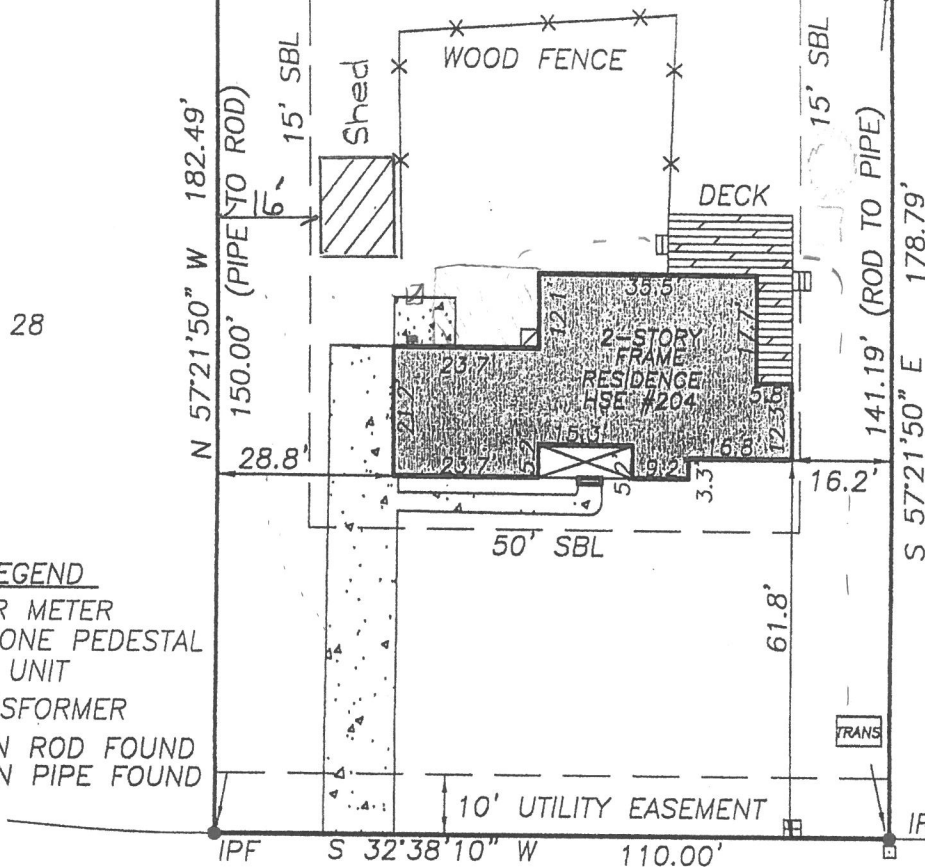 WOOD FENCE
15' SBL
15' SBL
Shed
16'
N 57°21'50" W 182.49'
150.00' (PIPE TO ROD)
S 57°21'50" E 178.79'
141.19' (ROD TO PIPE)
DECK
28
35.5
12.1
17.7
2-STORY
FRAME
RESIDENCE
HSE #204
23.7
21.2
5.8
12.3
15.3
16.8
23.7
5.2
5.2
9.2
3.3
28.8'
16.2'
50' SBL
61.8'
EGEND
R METER
ONE PEDESTAL
UNIT
SFORMER
N ROD FOUND
N PIPE FOUND
TRANS
10' UTILITY EASEMENT
IPF
S 32°38'10" W 110.00'
IP